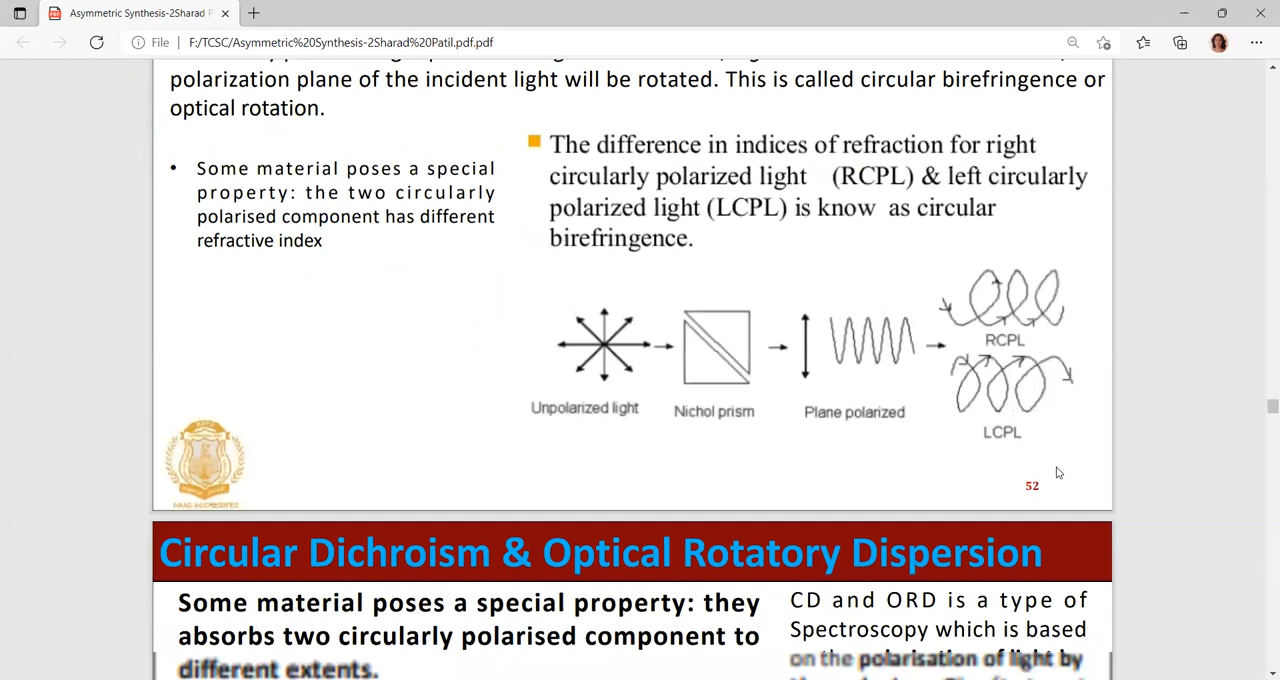 Asymmetric Synthesis-2Sharad P
File
F:/TCSC/Asymmetric%20Synthesis-2Sharad%20Patil.pdf.pdf
polarization plane of the incident light will be rotated. This is called circular birefringence or
optical rotation.
• Some material poses a special
property: the two circularly
polarised component has different
refractive index
The difference in indices of refraction for right
circularly polarized light (RCPL) & left circularly
polarized light (LCPL) is know as circular
birefringence.
RCPL
Unpolarized light
Nichol prism
Plane polarized
LCPL
52
Circular Dichroism & Optical Rotatory Dispersion
Some material poses a special property: they
absorbs two circularly polarised component to
different extents.
CD and ORD is a type of
Spectroscopy which is based
on the polarisation of light by